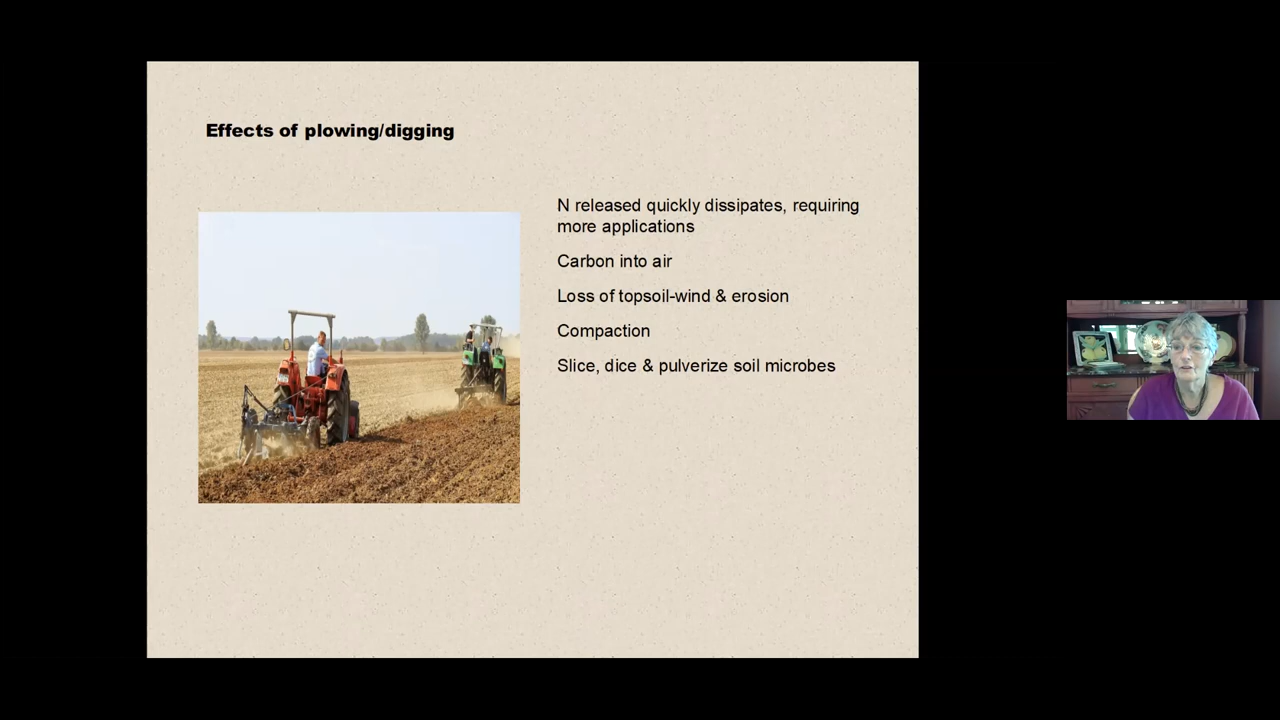 Effects of plowing/digging
N released quickly dissipates, requiring
more applications
Carbon into air
Loss of topsoil-wind & erosion
Compaction
Slice, dice & pulverize soil microbes